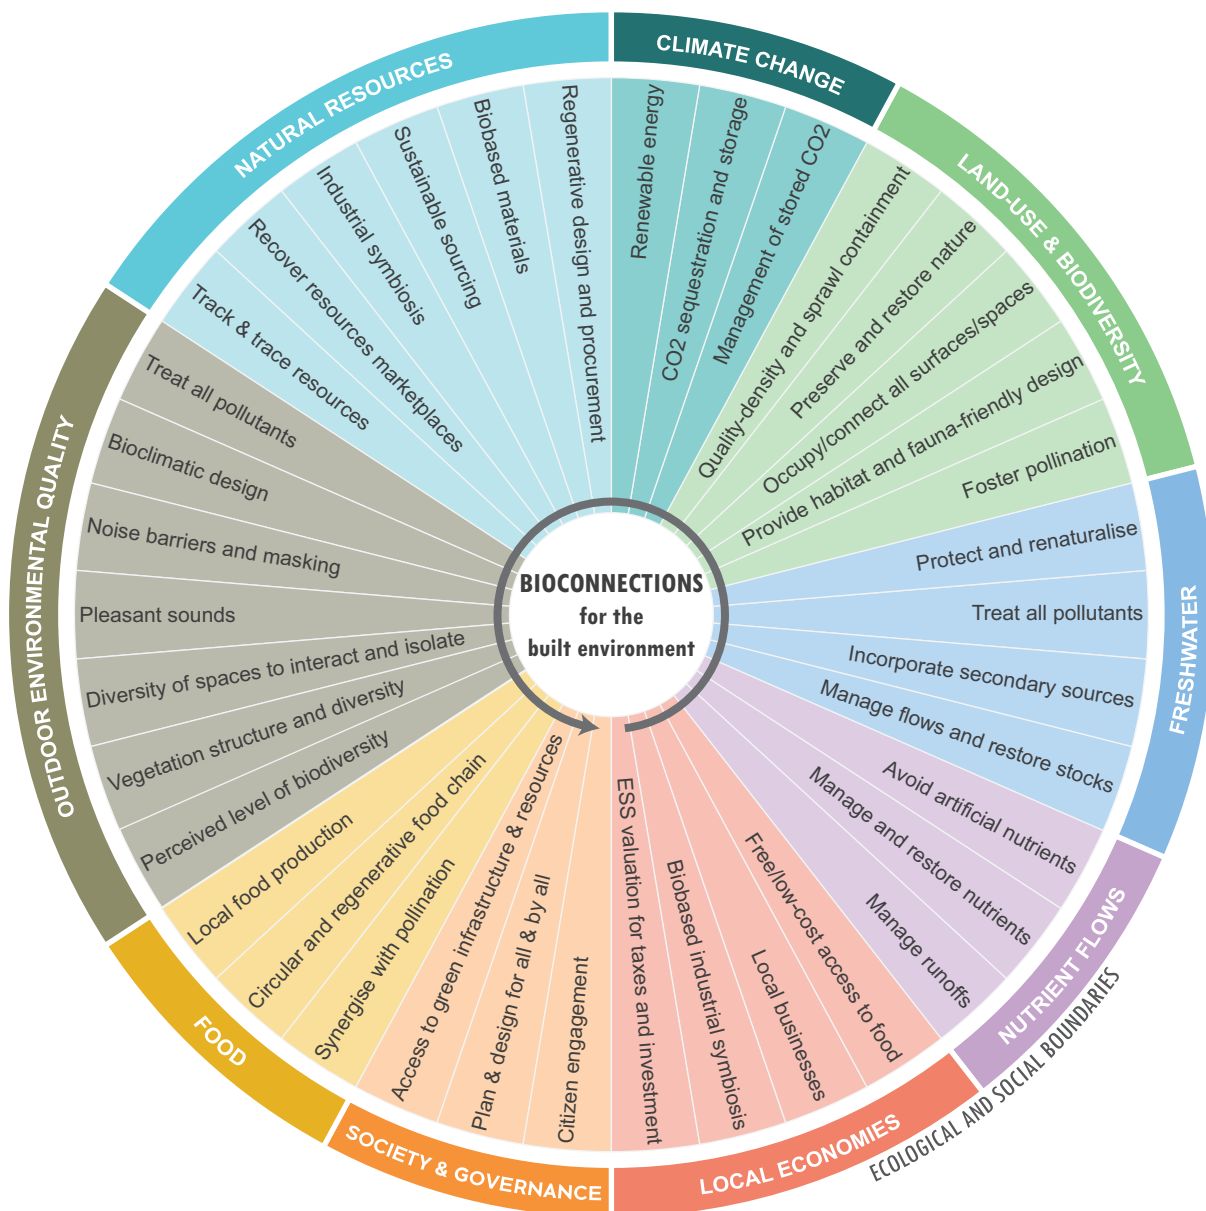 BIOCONNECTIONS
for the
built environment
CLIMATE CHANGE
Renewable energy
CO2 sequestration and storage
Management of stored CO2
LAND-USE & BIODIVERSITY
Quality-density and sprawl containment
Preserve and restore nature
Occupy/connect all surfaces/spaces
Provide habitat and fauna-friendly design
Foster pollination
FRESHWATER
Protect and renaturalise
Treat all pollutants
Incorporate secondary sources
Manage flows and restore stocks
NUTRIENT FLOWS
Avoid artificial nutrients
Manage and restore nutrients
Manage runoffs
ECOLOGICAL AND SOCIAL BOUNDARIES
LOCAL ECONOMIES
Free/low-cost access to food
Local businesses
Biobased industrial symbiosis
ESS valuation for taxes and investment
SOCIETY & GOVERNANCE
Citizen engagement
Plan & design for all & by all
Access to green infrastructure & resources
FOOD
Synergise with pollination
Circular and regenerative food chain
Local food production
OUTDOOR ENVIRONMENTAL QUALITY
Perceived level of biodiversity
Vegetation structure and diversity
Diversity of spaces to interact and isolate
Pleasant sounds
Noise barriers and masking
Bioclimatic design
Treat all pollutants
NATURAL RESOURCES
Track & trace resources
Recover resources marketplaces
Industrial symbiosis
Sustainable sourcing
Biobased materials
Regenerative design and procurement